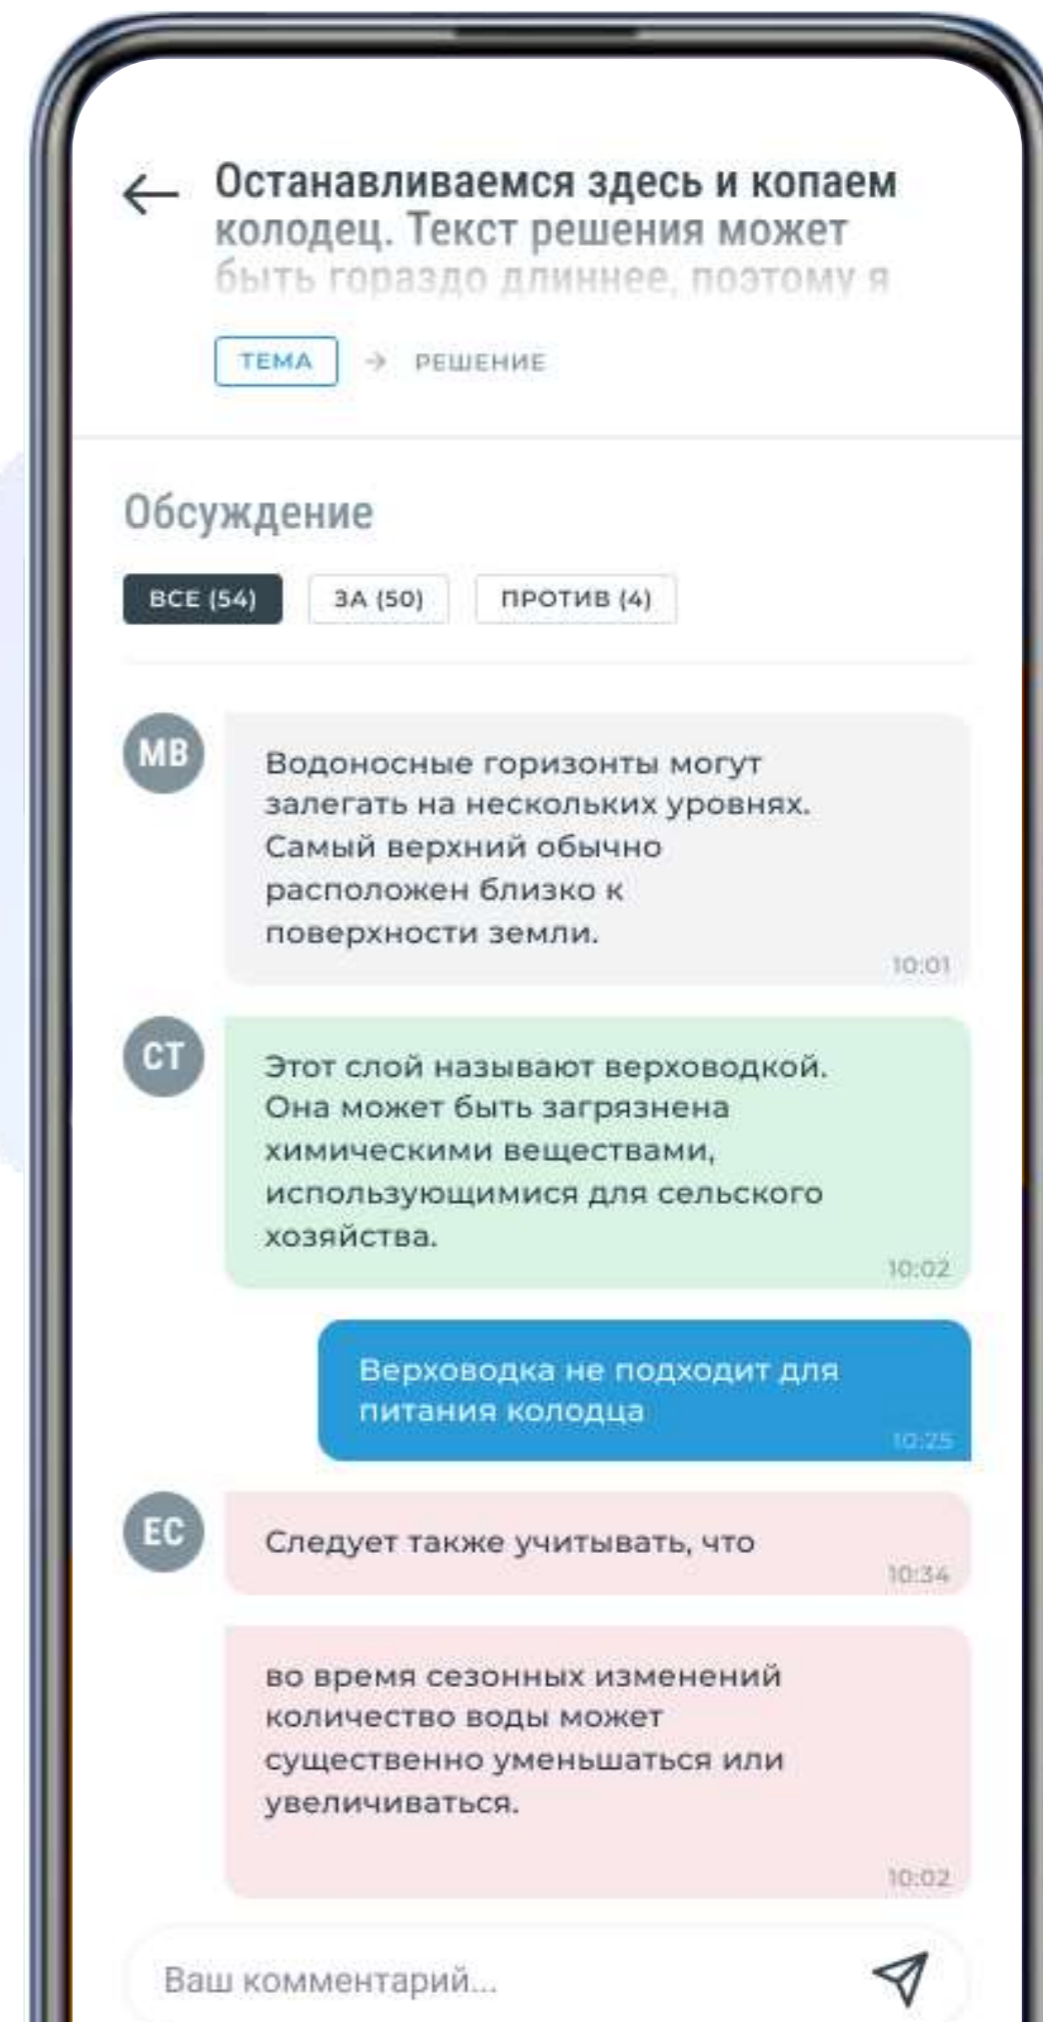 Останавливаемся здесь и копаем
колодец. Текст решения может
быть гораздо длиннее, поэтому я
ТЕМА → РЕШЕНИЕ
Обсуждение
ВСЕ (54) ЗА (50) ПРОТИВ (4)
МВ
Водоносные горизонты могут
залегать на нескольких уровнях.
Самый верхний обычно
расположен близко к
поверхности земли.
10:01
СТ
Этот слой называют верховодкой.
Она может быть загрязнена
химическими веществами,
использующимися для сельского
хозяйства.
10:02
Верховодка не подходит для
питания колодца
10:25
ЕС
Следует также учитывать, что
10:34
во время сезонных изменений
количество воды может
существенно уменьшаться или
увеличиваться.
10:02
Ваш комментарий...